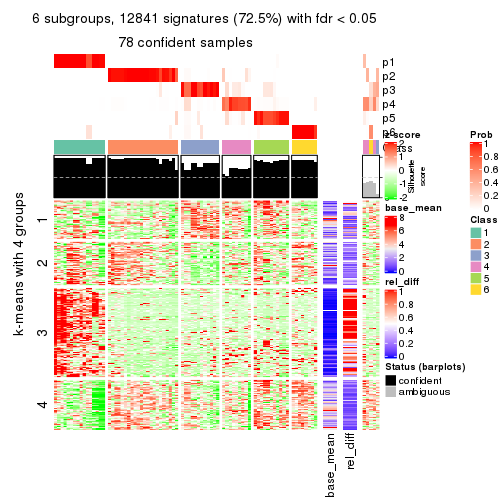 6 subgroups, 12841 signatures (72.5%) with fdr < 0.05
78 confident samples
p1
p2
p3
p4
p5
p6
Class
z-score
2
1
0
-1
-2
Silhouette
score
Prob
1
0.8
0.6
0.4
0.2
0
Class
1
2
3
4
5
6
base_mean
8
6
4
2
0
rel_diff
1
0.8
0.6
0.4
0.2
0
Status (barplots)
confident
ambiguous
k-means with 4 groups
1
2
3
4
base_mean
rel_diff